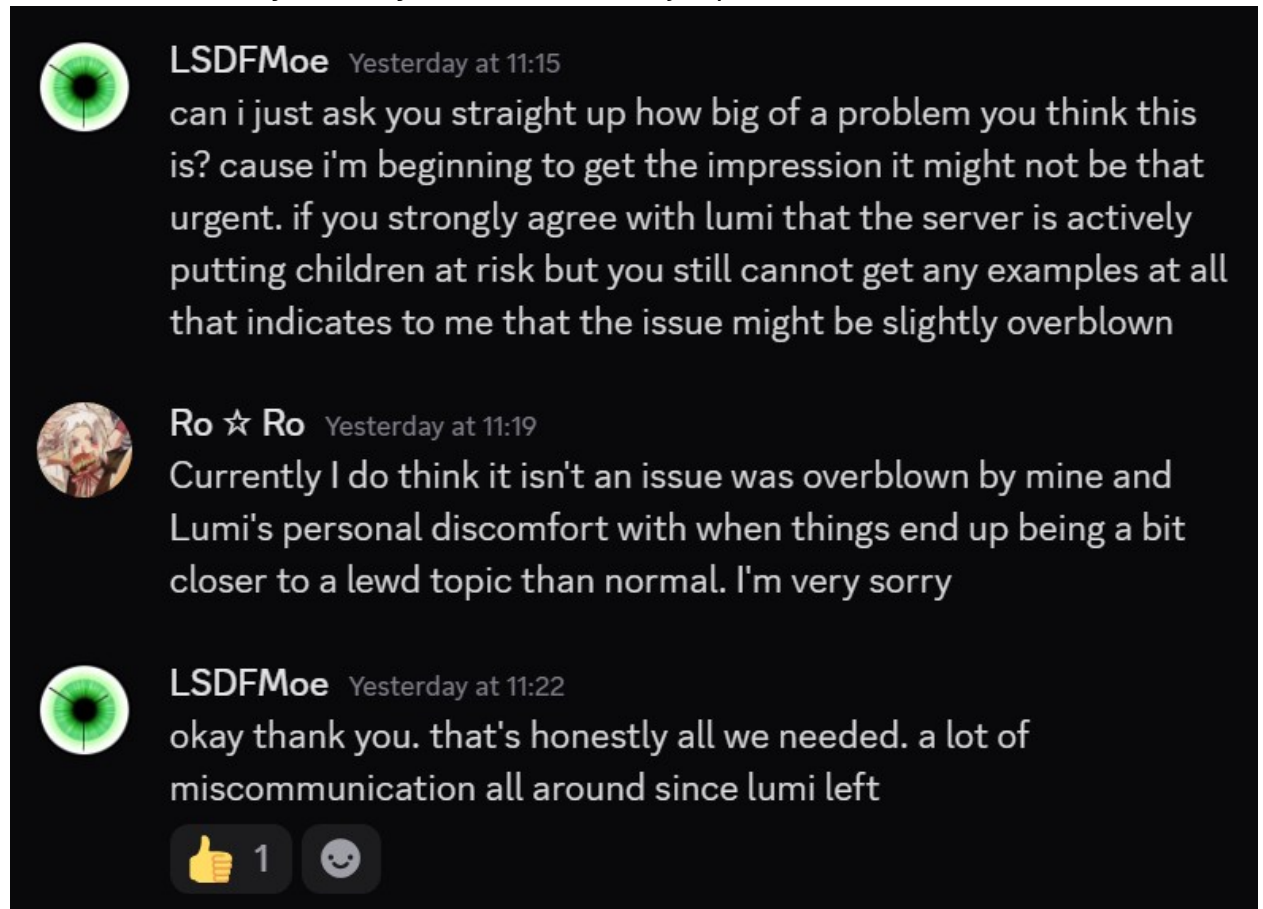 LSDFMoe Yesterday at 11:15
can i just ask you straight up how big of a problem you think this
is? cause i'm beginning to get the impression it might not be that
urgent. if you strongly agree with lumi that the server is actively
putting children at risk but you still cannot get any examples at all
that indicates to me that the issue might be slightly overblown
Ro ☆ Ro Yesterday at 11:19
Currently I do think it isn't an issue was overblown by mine and
Lumi's personal discomfort with when things end up being a bit
closer to a lewd topic than normal. I'm very sorry
LSDFMoe Yesterday at 11:22
okay thank you. that's honestly all we needed. a lot of
miscommunication all around since lumi left
👍 1